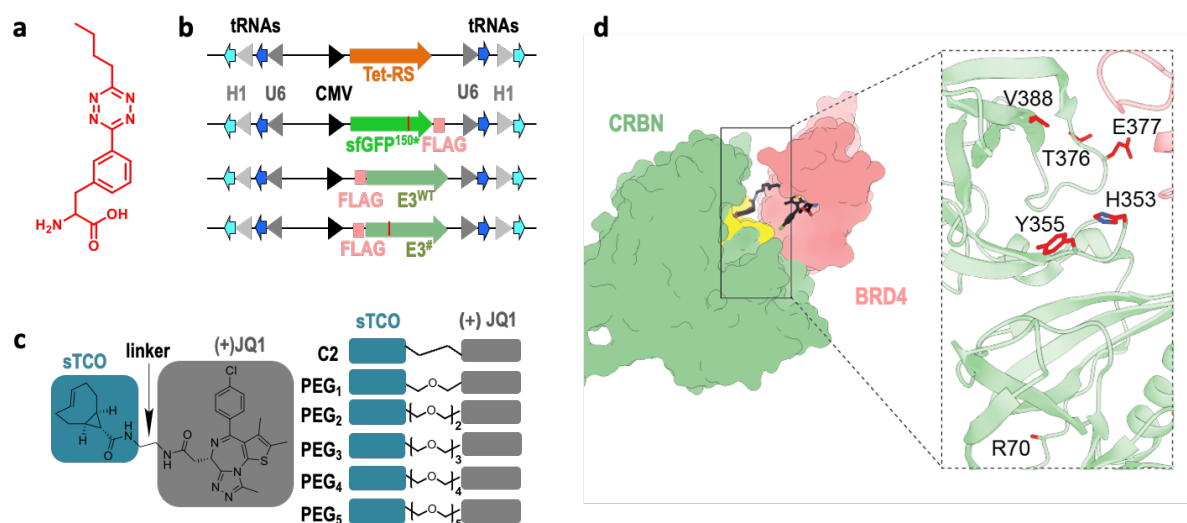 a
N N
N N
H₂N
OH
O
b
tRNAs tRNAs
Tet-RS
H1 U6 CMV U6 H1
sfGFP150* FLAG
FLAG E3WT
FLAG E3#
c
sTCO
linker
(+)JQ1
H
H
O
N
H
H
N
O
Cl
N
S
N
N N
sTCO (+) JQ1
C2
PEG₁ O
PEG₂ (O)2
PEG₃ (O)3
PEG₄ (O)4
PEG₅ (O)5
d
CRBN
BRD4
V388
E377
T376
H353
Y355
R70